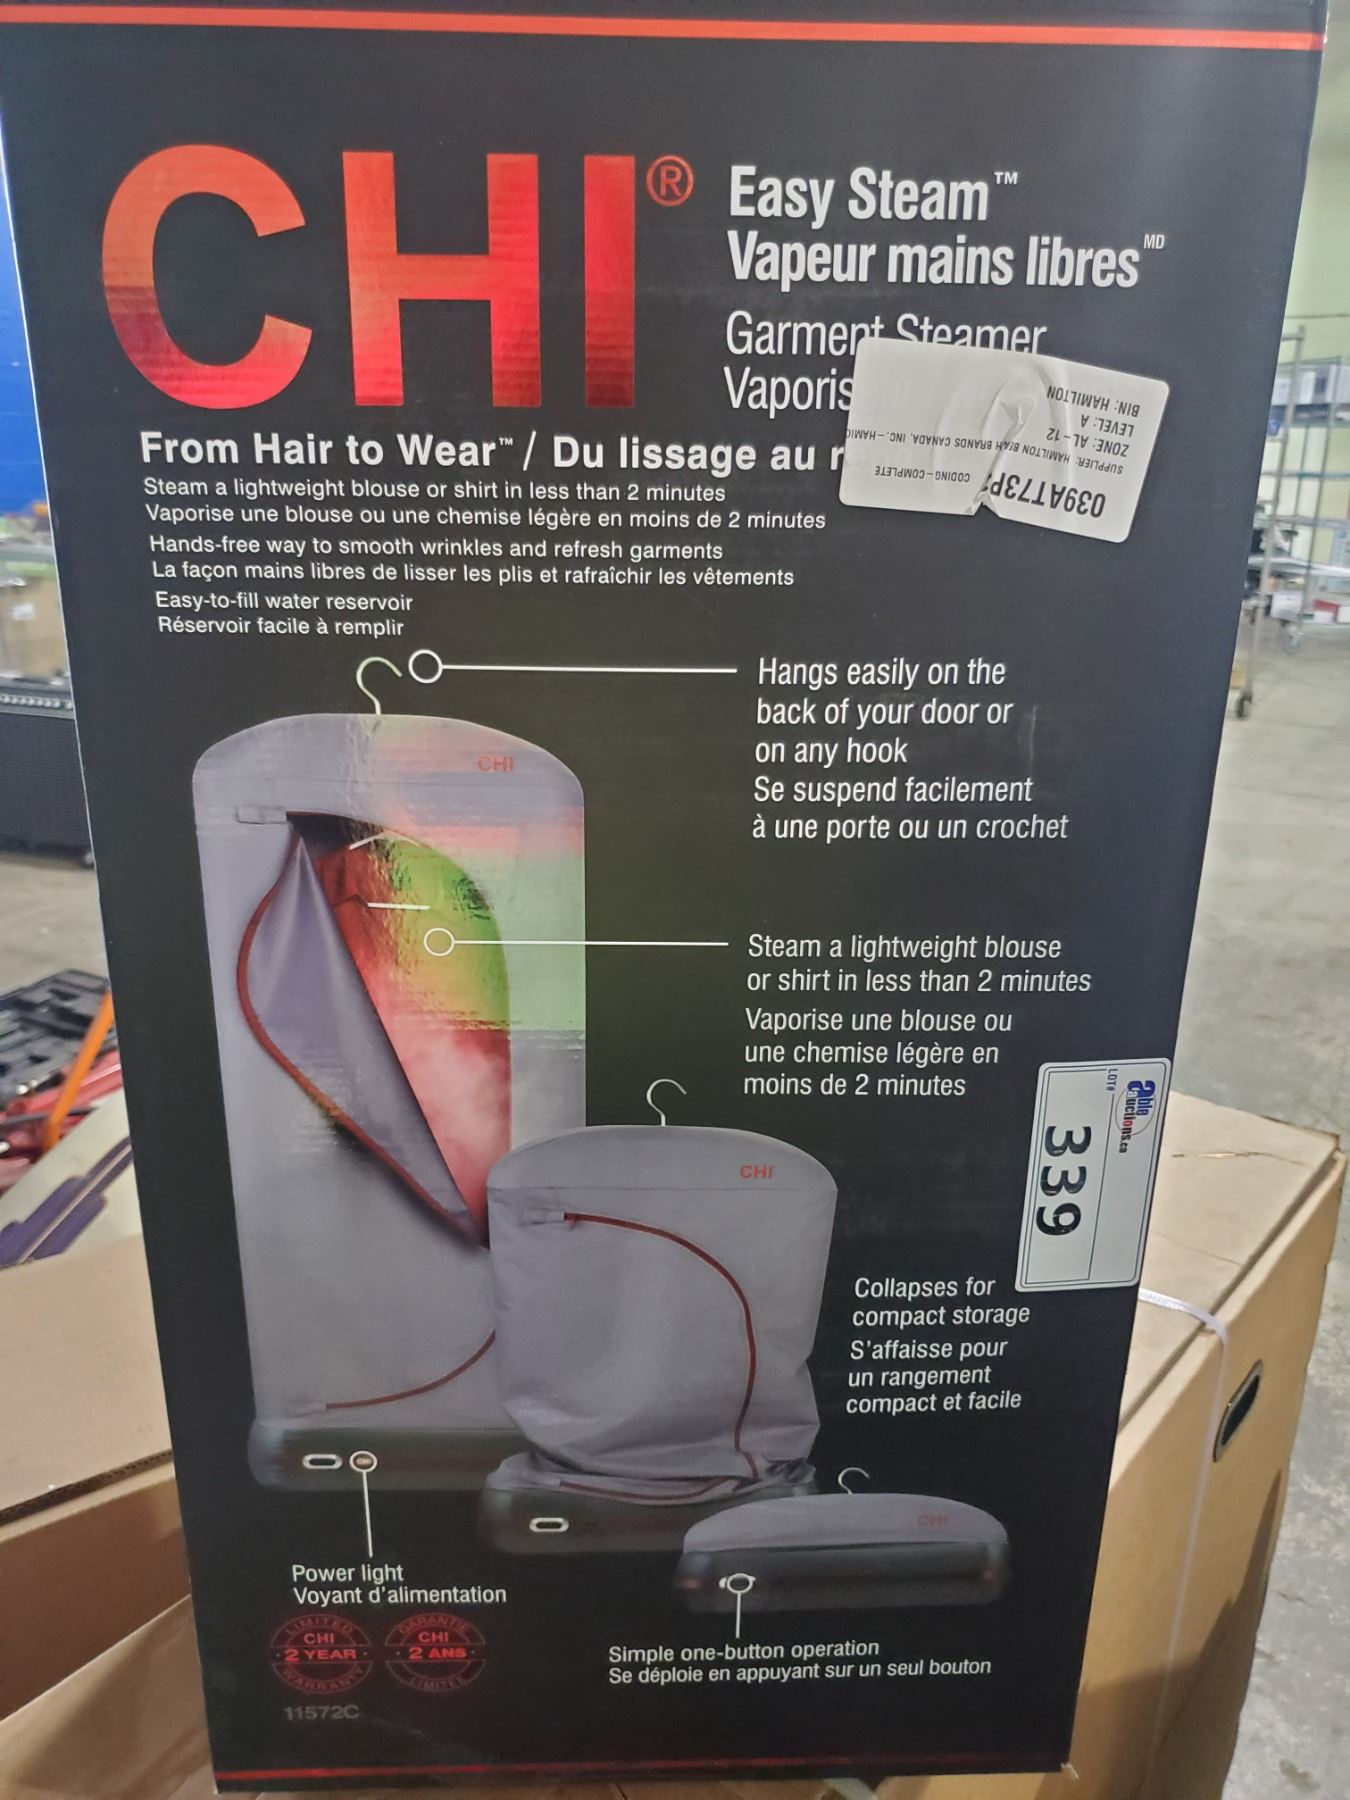 CHI®
Easy Steam™
Vapeur mains libres MD
Garment Steamer
From Hair to Wear™ / Du lissage au
Steam a lightweight blouse or shirt in less than 2 minutes
Vaporise une blouse ou une chemise légère en moins de 2 minutes
Hands-free way to smooth wrinkles and refresh garments
La façon mains libres de lisser les plis et rafraîchir les vêtements
Easy-to-fill water reservoir
Réservoir facile à remplir
039AT73P
CODING-COMPLETE
SUPPLIER: HAMILTON BEACH BRANDS CANADA, INC.-HAMIC
ZONE: AL-12
LEVEL: A
BIN: HAMILTON
Hangs easily on the
back of your door or
on any hook
Se suspend facilement
à une porte ou un crochet
CHI
Steam a lightweight blouse
or shirt in less than 2 minutes
Vaporise une blouse ou
une chemise légère en
moins de 2 minutes
able
auctions.ca
LOT#
339
CHI
Collapses for
compact storage
S'affaisse pour
un rangement
compact et facile
CHI
Power light
Voyant d'alimentation
Simple one-button operation
Se déploie en appuyant sur un seul bouton
LIMITED
CHI
2 YEAR
WARRANTY
GARANTIE
CHI
2 ANS
LIMITÉE
11572C